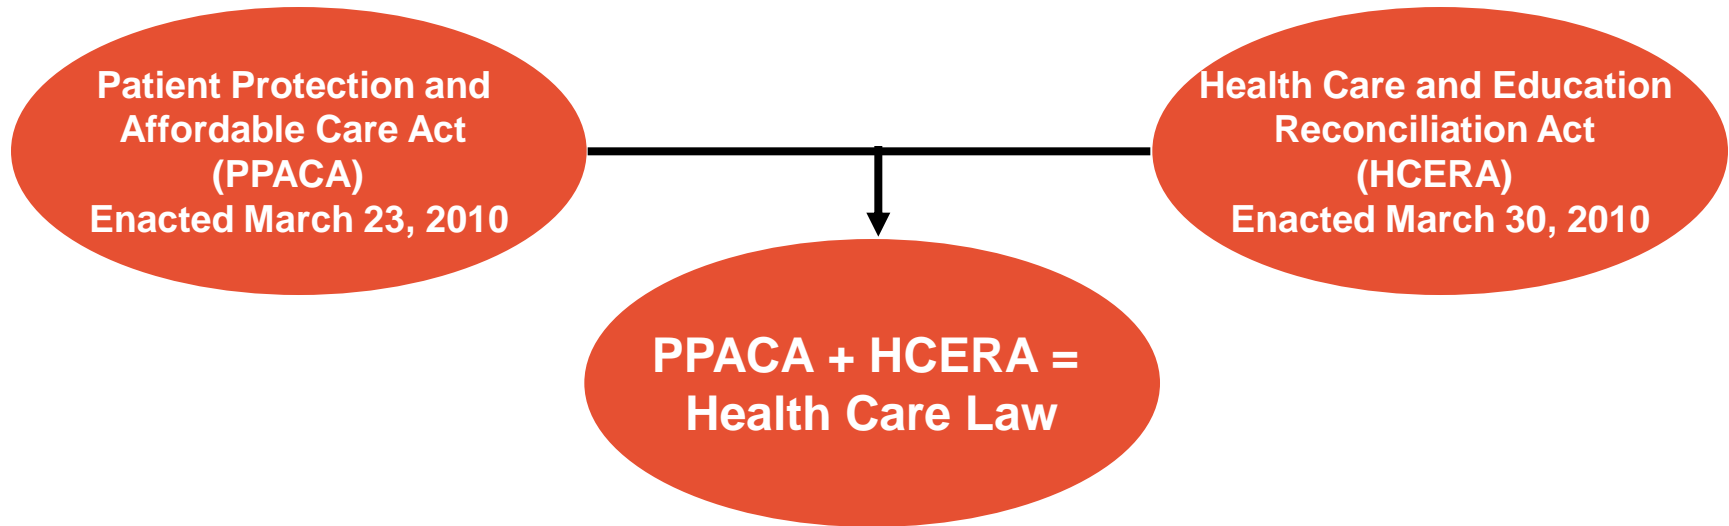 Patient Protection and
Affordable Care Act
(PPACA)
Enacted March 23, 2010
Health Care and Education
Reconciliation Act
(HCERA)
Enacted March 30, 2010
PPACA + HCERA =
Health Care Law